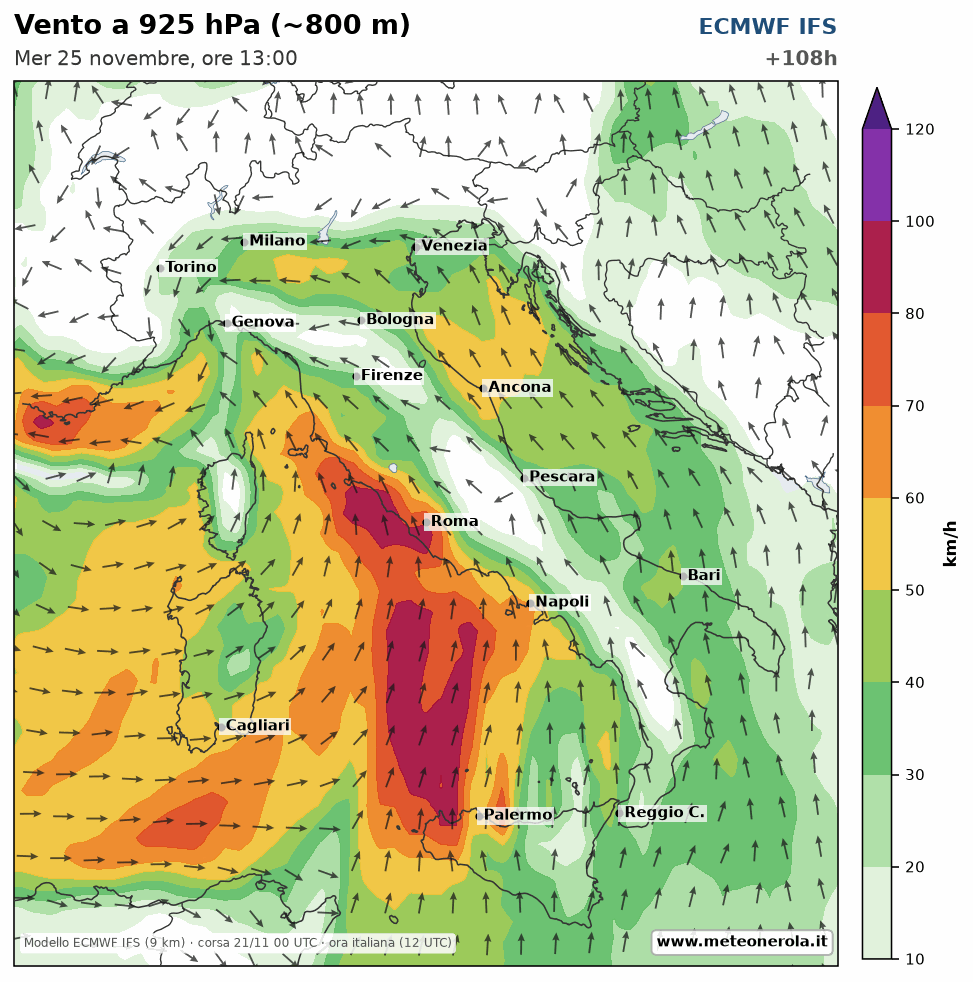 Vento a 925 hPa (~800 m)
ECMWF IFS
Mer 25 novembre, ore 13:00
+108h
Milano
Venezia
Torino
Genova
Bologna
Firenze
Ancona
Pescara
Roma
Bari
Napoli
Cagliari
Palermo
Reggio C.
Modello ECMWF IFS (9 km) · corsa 21/11 00 UTC · ora italiana (12 UTC)
www.meteonerola.it
120
100
80
70
60
50
40
30
20
10
km/h